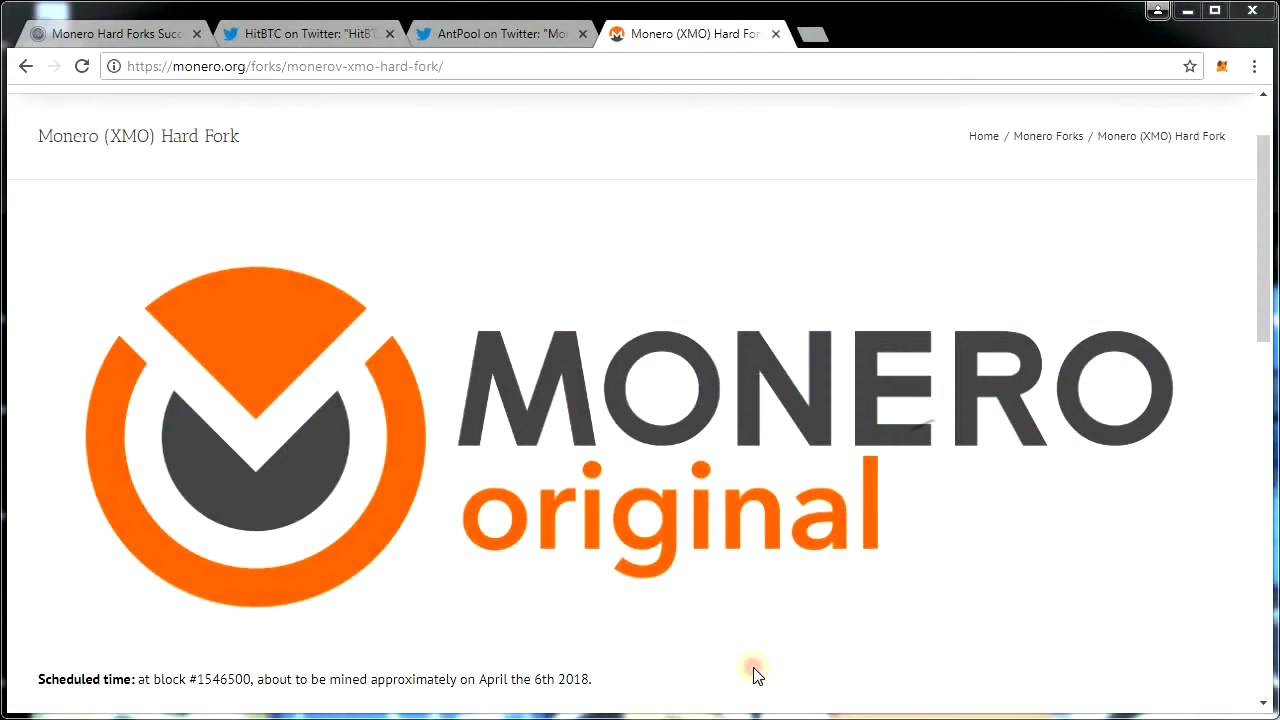 Monero Hard Forks Succ
HitBTC on Twitter: "HitBT
AntPool on Twitter: "Mo
Monero (XMO) Hard For
https://monero.org/forks/monerov-xmo-hard-fork/
Monero (XMO) Hard Fork
Home / Monero Forks / Monero (XMO) Hard Fork
MONERO
original
Scheduled time: at block #1546500, about to be mined approximately on April the 6th 2018.